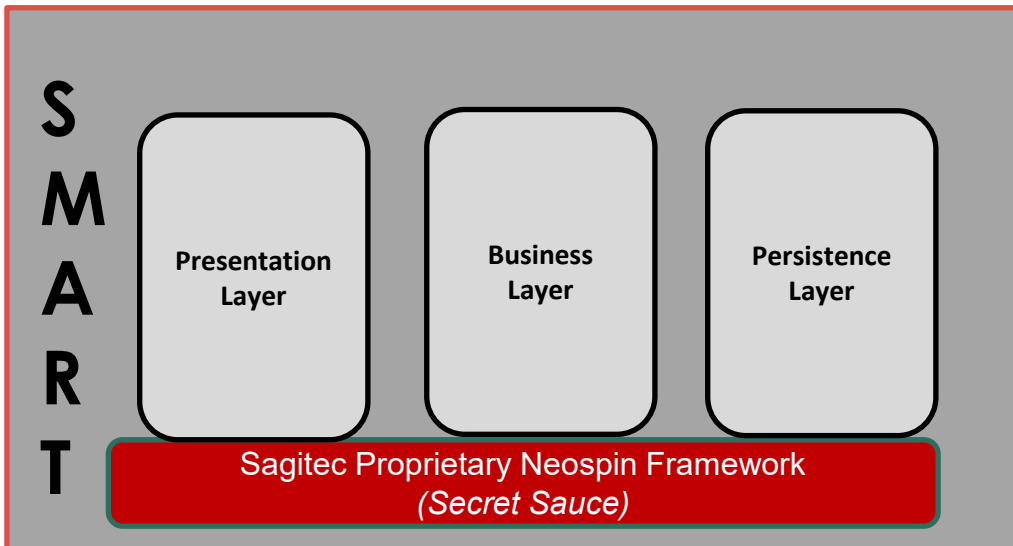 S
M
A
R
T
Presentation
Layer
Business
Layer
Persistence
Layer
Sagitec Proprietary Neospin Framework
(Secret Sauce)